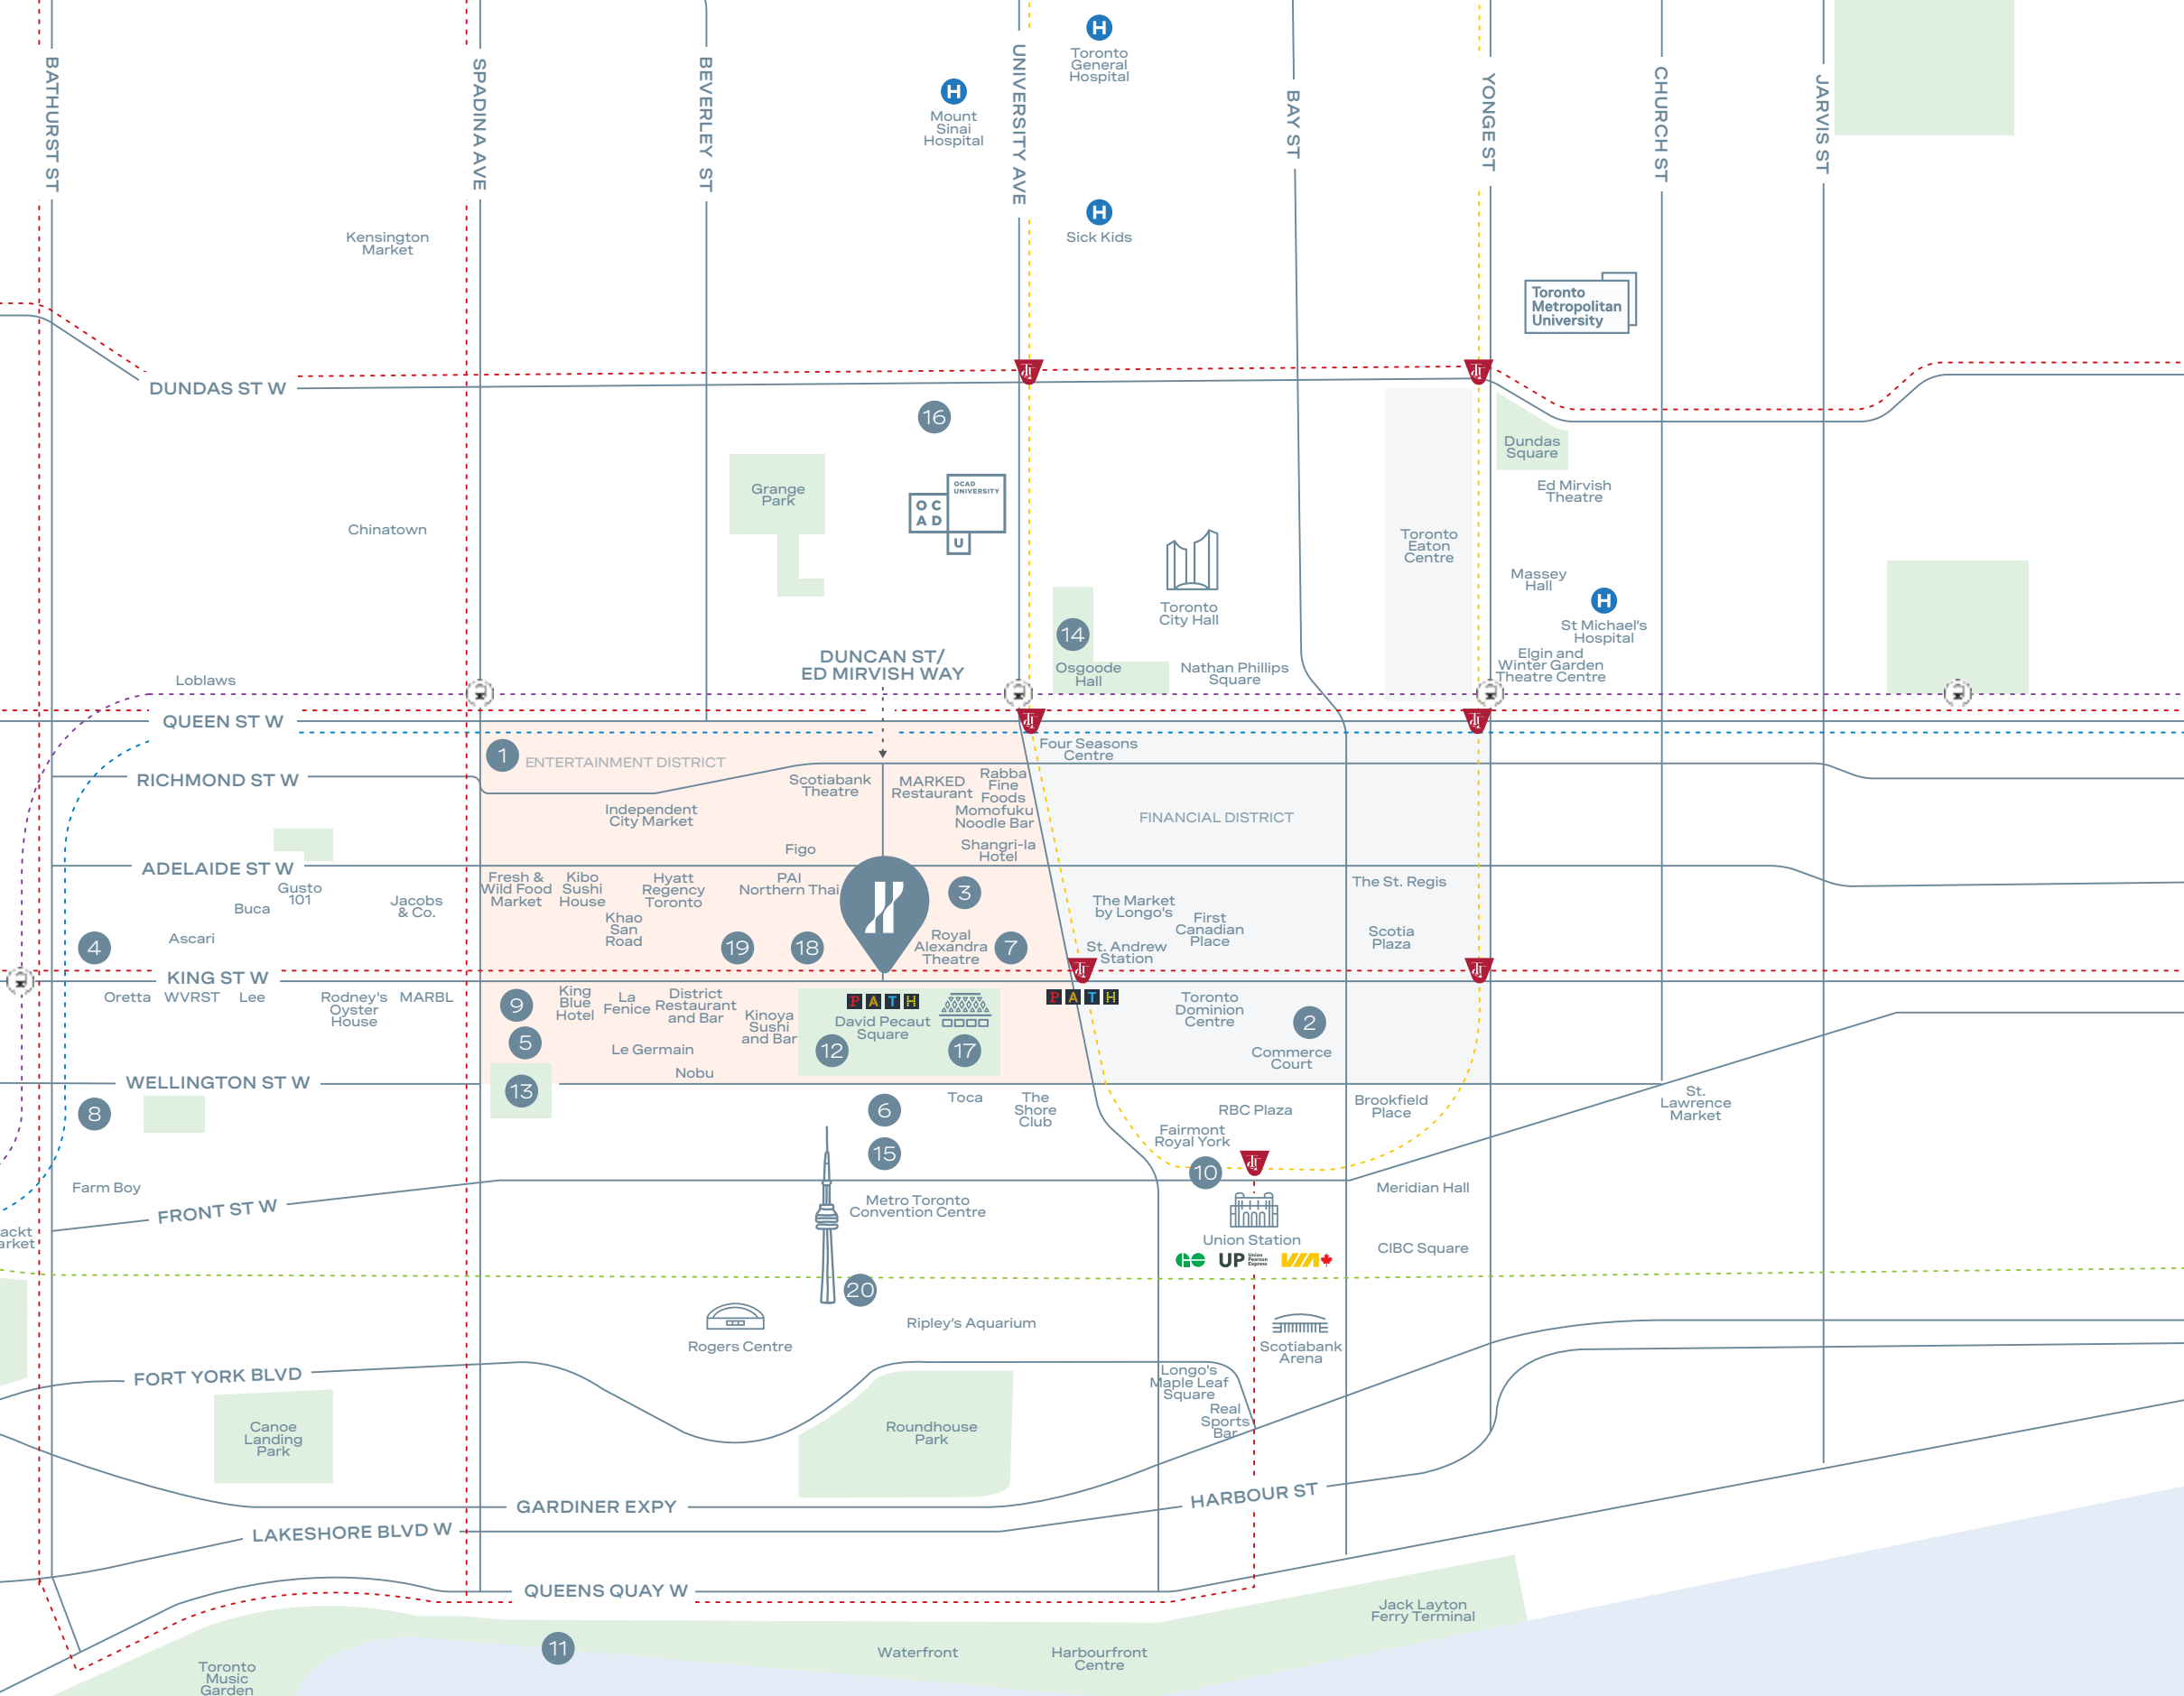 BATHURST ST
SPADINA AVE
BEVERLEY ST
UNIVERSITY AVE
BAY ST
YONGE ST
CHURCH ST
JARVIS ST
H
Toronto
General
Hospital
H
Mount
Sinai
Hospital
H
Sick Kids
Kensington
Market
Toronto
Metropolitan
University
DUNDAS ST W
16
Grange
Park
OCAD
UNIVERSITY
O C
A D
U
Chinatown
Dundas
Square
Ed Mirvish
Theatre
Toronto
Eaton
Centre
Massey
Hall
H
St Michael's
Hospital
Elgin and
Winter Garden
Theatre Centre
Toronto
City Hall
14
Osgoode
Hall
Nathan Phillips
Square
DUNCAN ST/
ED MIRVISH WAY
Loblaws
QUEEN ST W
1
ENTERTAINMENT DISTRICT
Four Seasons
Centre
RICHMOND ST W
Scotiabank
Theatre
MARKED
Restaurant
Rabba
Fine
Foods
Momofuku
Noodle Bar
Independent
City Market
FINANCIAL DISTRICT
Figo
Shangri-la
Hotel
ADELAIDE ST W
Gusto
101
Buca
Jacobs
& Co.
Ascari
4
Fresh &
Wild Food
Market
Kibo
Sushi
House
Hyatt
Regency
Toronto
Khao
San
Road
PAI
Northern Thai
3
19
18
Royal
Alexandra
Theatre
7
The Market
by Longo's
First
Canadian
Place
St. Andrew
Station
The St. Regis
Scotia
Plaza
KING ST W
Oretta
WVRST
Lee
Rodney's
Oyster
House
MARBL
9
King
Blue
Hotel
La
Fenice
District
Restaurant
and Bar
Kinoya
Sushi
and Bar
PATH
David Pecaut
Square
12
17
PATH
Toronto
Dominion
Centre
2
Commerce
Court
5
Le Germain
Nobu
WELLINGTON ST W
8
13
6
15
Toca
The
Shore
Club
RBC Plaza
Brookfield
Place
St.
Lawrence
Market
Fairmont
Royal York
10
Farm Boy
FRONT ST W
Metro Toronto
Convention Centre
Meridian Hall
Union Station
GO
UP
Union
Pearson
Express
VIA
CIBC Square
ackt
arket
20
Rogers Centre
Ripley's Aquarium
Scotiabank
Arena
FORT YORK BLVD
Longo's
Maple Leaf
Square
Real
Sports
Bar
Canoe
Landing
Park
Roundhouse
Park
GARDINER EXPY
HARBOUR ST
LAKESHORE BLVD W
QUEENS QUAY W
Jack Layton
Ferry Terminal
11
Waterfront
Harbourfront
Centre
Toronto
Music
Garden